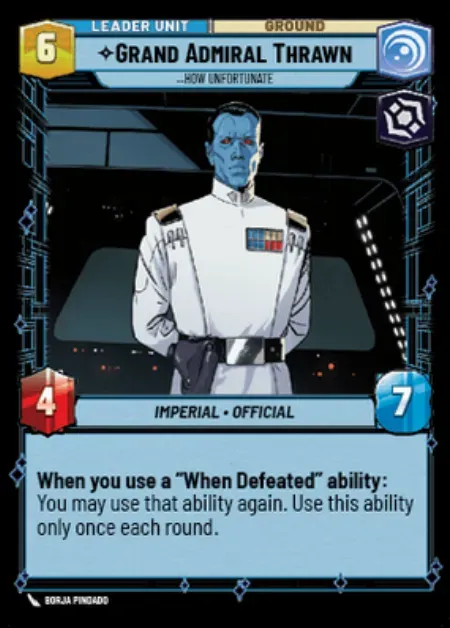 LEADER UNIT
GROUND
6
GRAND ADMIRAL THRAWN
...HOW UNFORTUNATE
4
IMPERIAL • OFFICIAL
7
When you use a “When Defeated” ability:
You may use that ability again. Use this ability
only once each round.
BORJA PINDADO